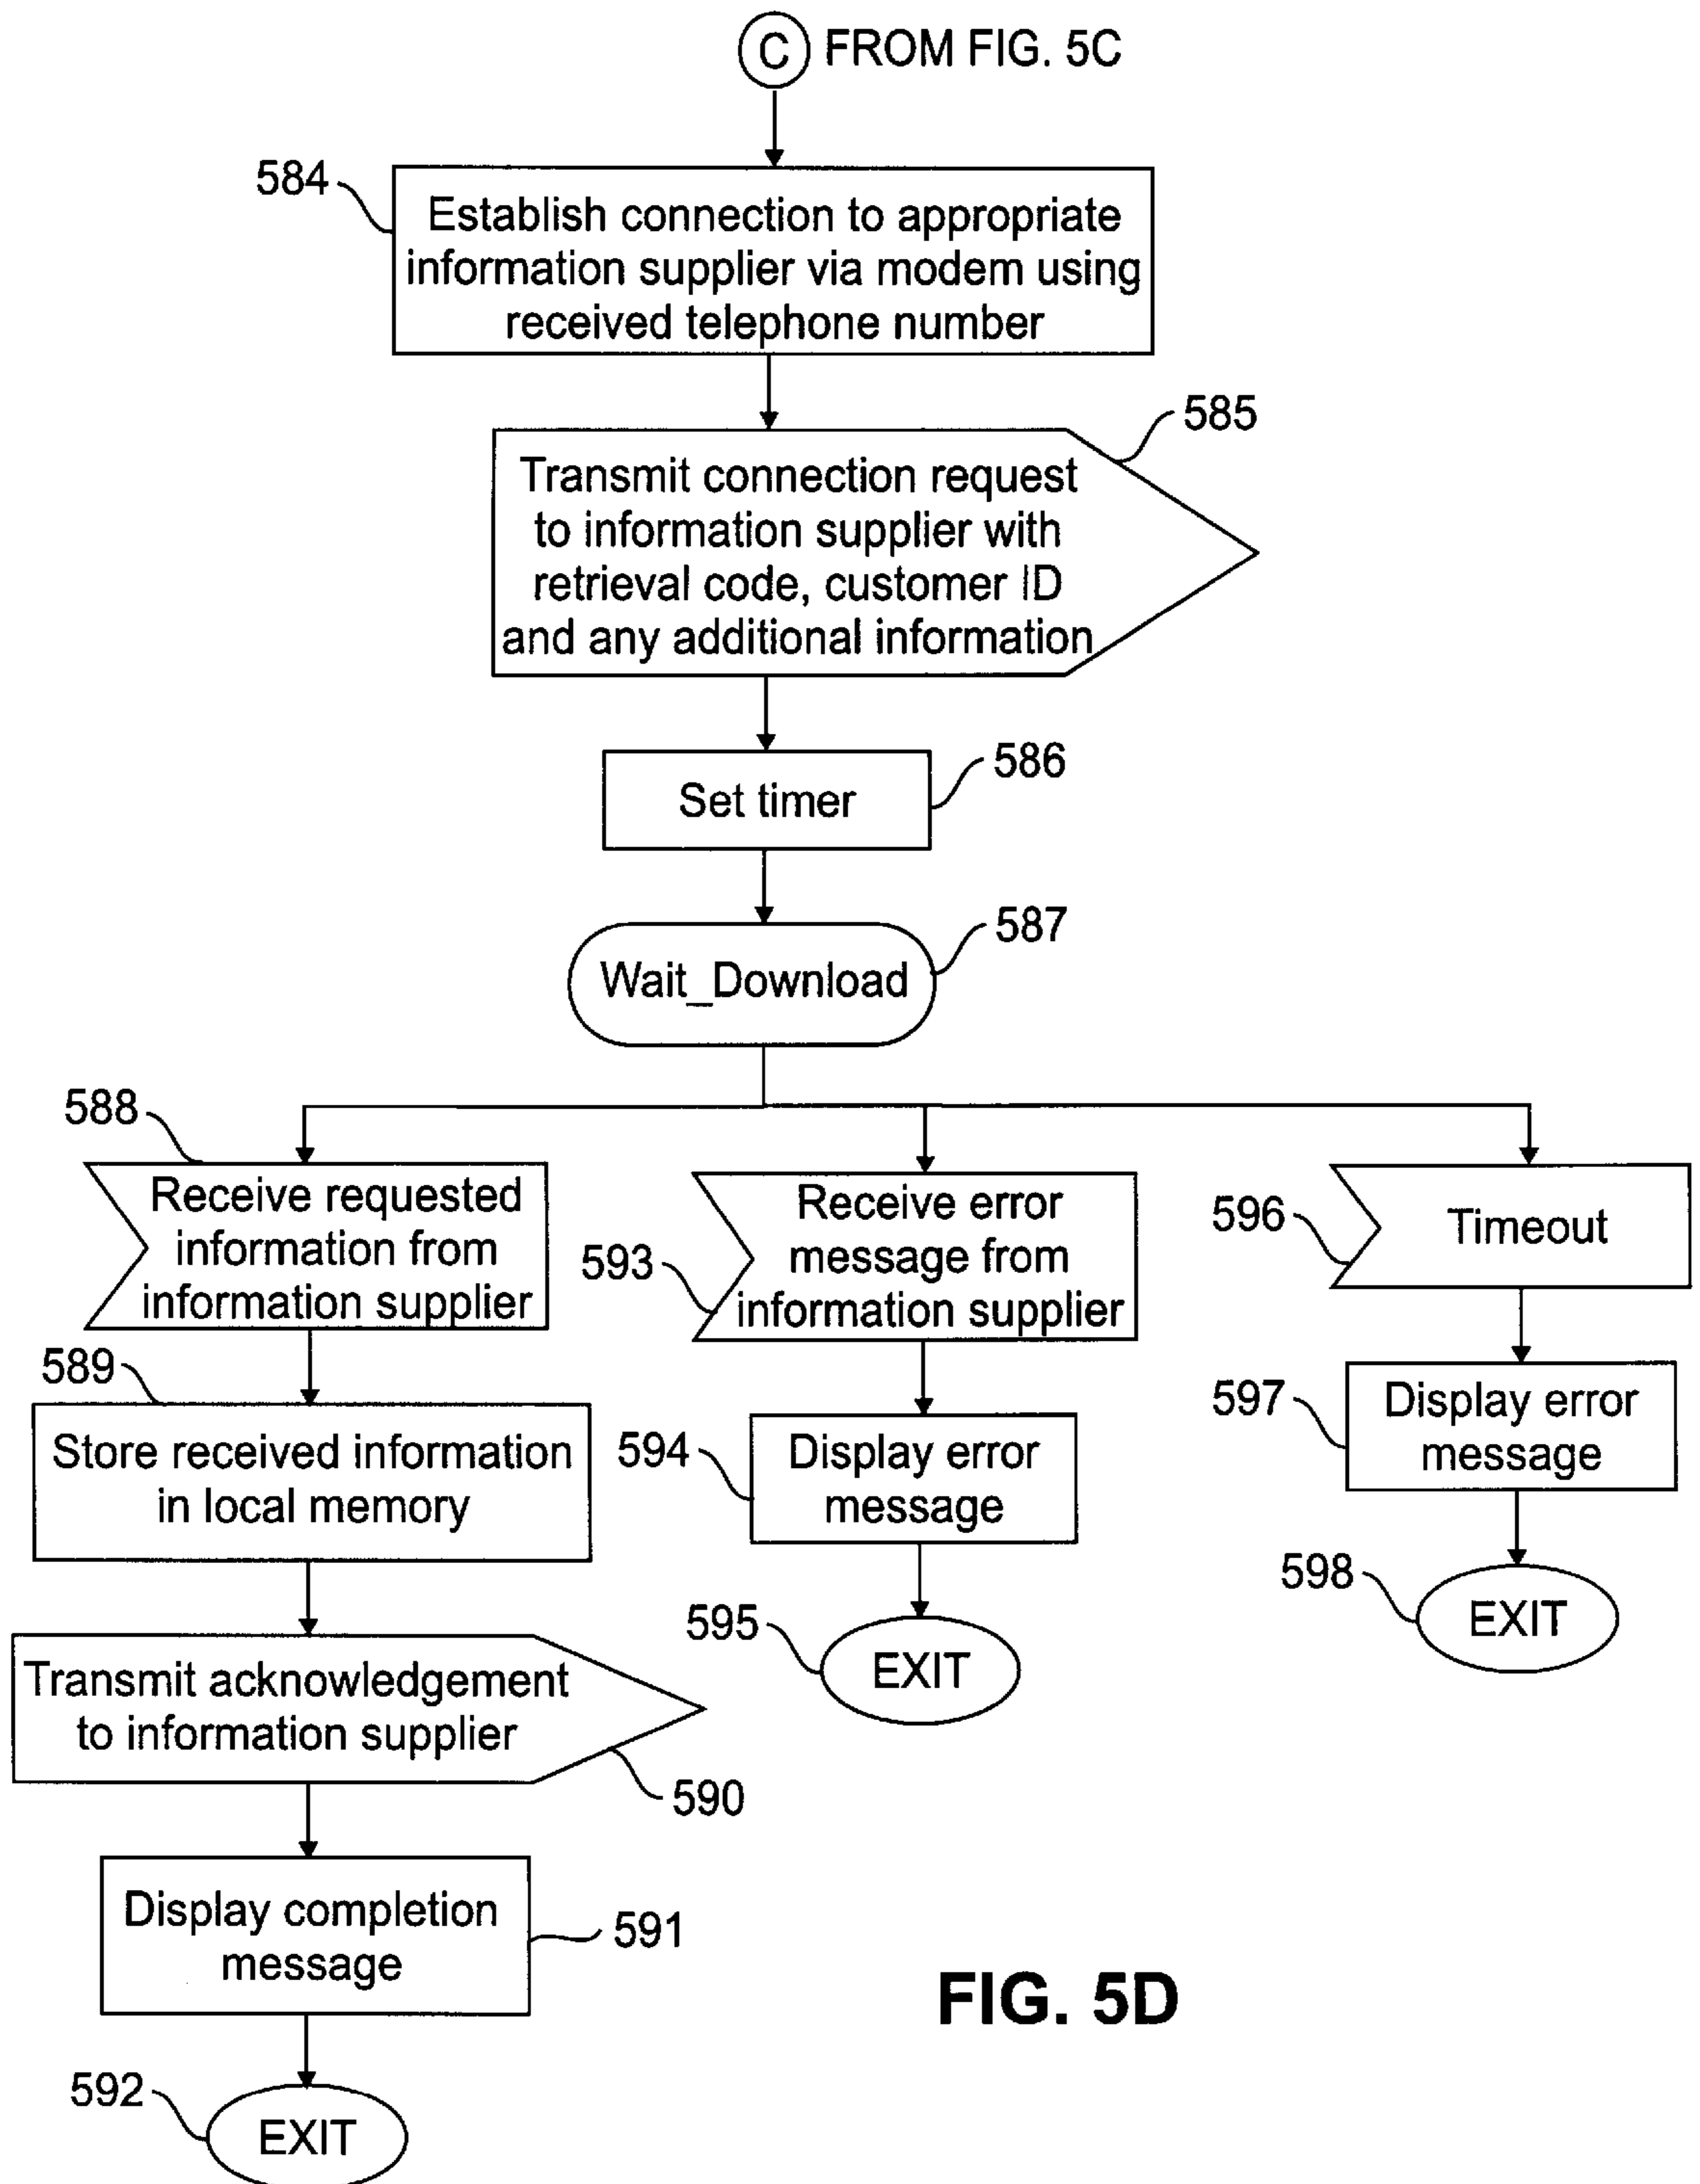 C FROM FIG. 5C
584
Establish connection to appropriate
information supplier via modem using
received telephone number
585
Transmit connection request
to information supplier with
retrieval code, customer ID
and any additional information
586
Set timer
587
Wait_Download
588
Receive requested
information from
information supplier
589
Store received information
in local memory
Transmit acknowledgement
to information supplier
590
Display completion
message
591
592
EXIT
593
Receive error
message from
information supplier
594
Display error
message
595
EXIT
596
Timeout
597
Display error
message
598
EXIT
FIG. 5D